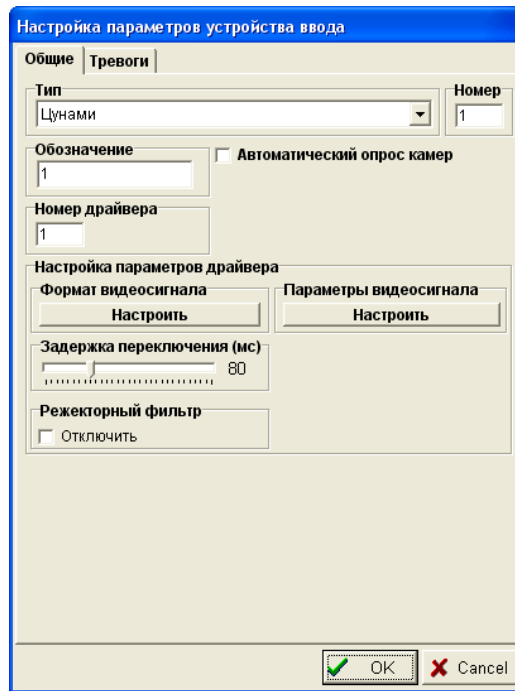 Настройка параметров устройства ввода
Общие Тревоги
Тип Номер
Цунами 1
Обозначение
1 Автоматический опрос камер
Номер драйвера
1
Настройка параметров драйвера
Формат видеосигнала Параметры видеосигнала
Настроить Настроить
Задержка переключения (мс)
80
Режекторный фильтр
Отключить
OK Cancel